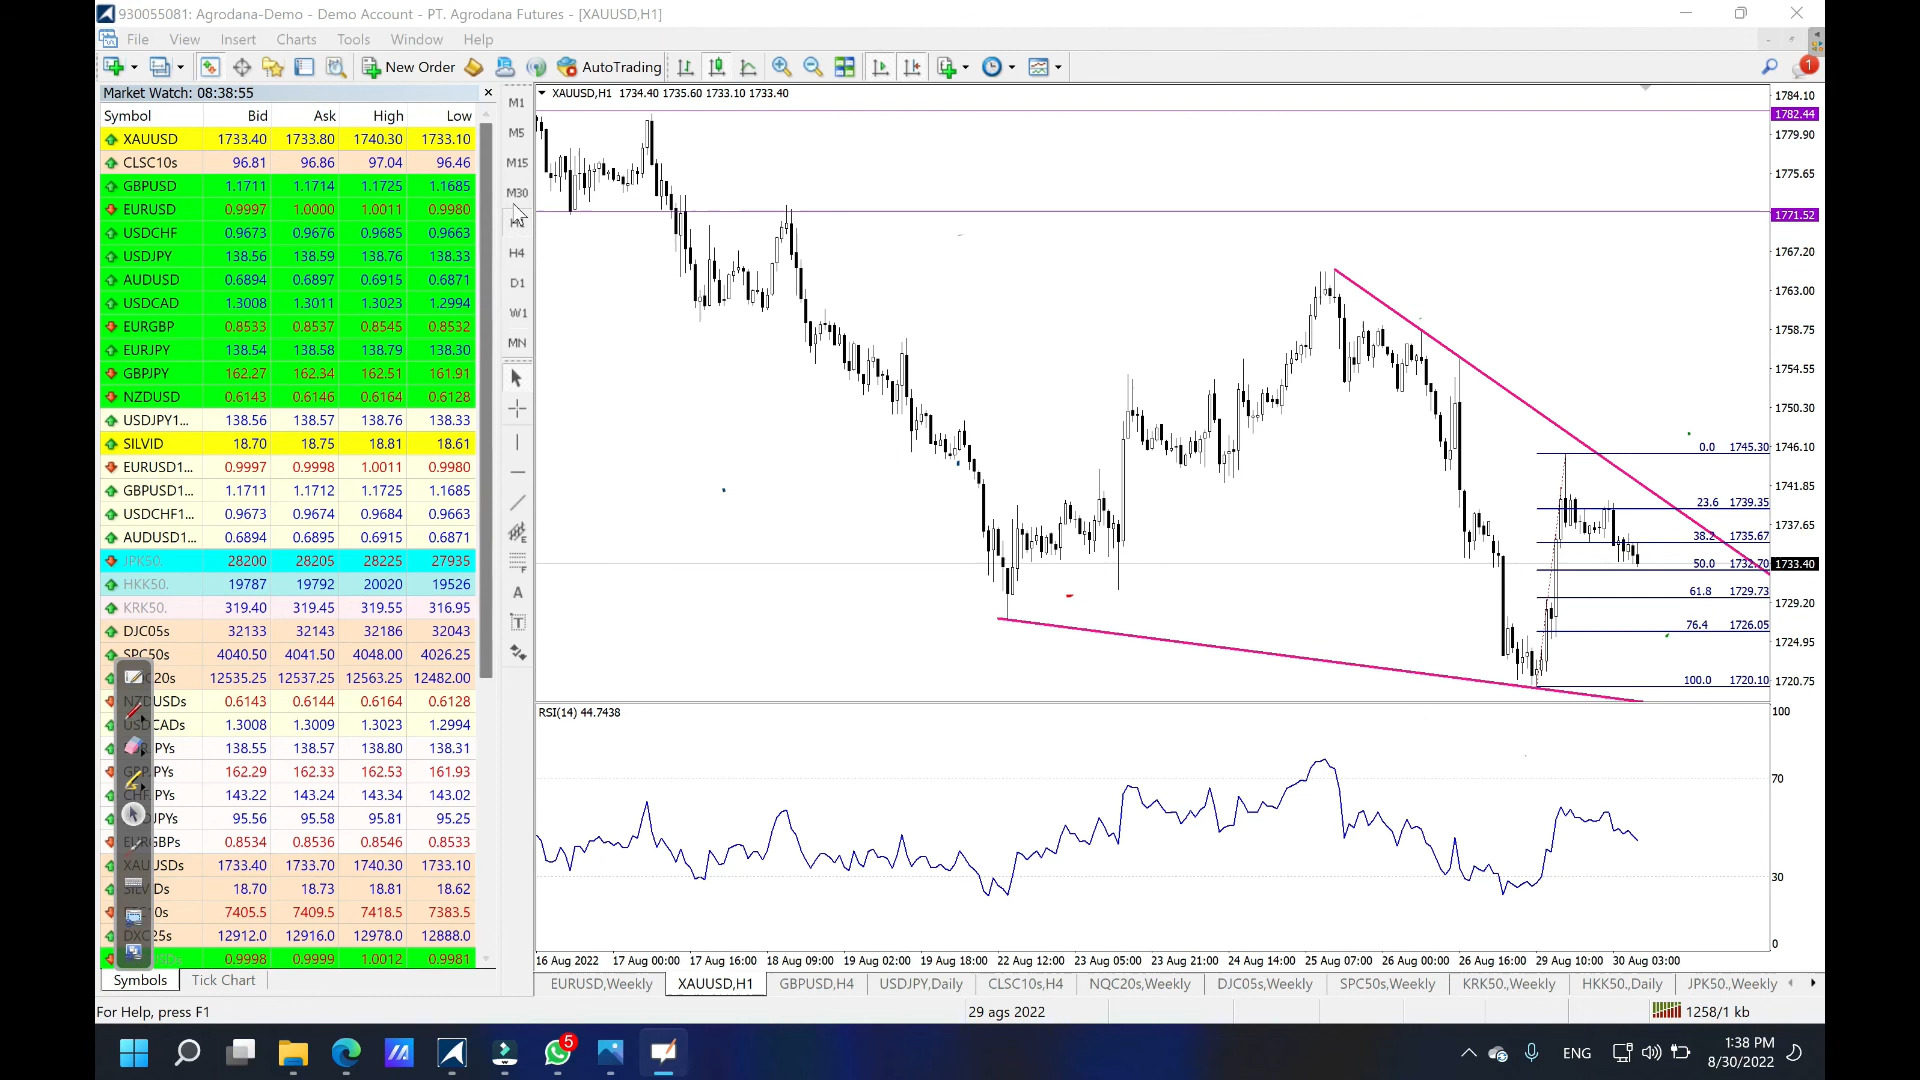 930055081: Agrodana-Demo - Demo Account - PT. Agrodana Futures - [XAUUSD,H1]
File View Insert Charts Tools Window Help
New Order AutoTrading 1
Market Watch: 08:38:55
Symbol Bid Ask High Low
XAUUSD 1733.40 1733.80 1740.30 1733.10
CLSC10s 96.81 96.86 97.04 96.46
GBPUSD 1.1711 1.1714 1.1725 1.1685
EURUSD 0.9997 1.0000 1.0011 0.9980
USDCHF 0.9673 0.9676 0.9685 0.9663
USDJPY 138.56 138.59 138.76 138.33
AUDUSD 0.6894 0.6897 0.6915 0.6871
USDCAD 1.3008 1.3011 1.3023 1.2994
EURGBP 0.8533 0.8537 0.8545 0.8532
EURJPY 138.54 138.58 138.79 138.30
GBPJPY 162.27 162.34 162.51 161.91
NZDUSD 0.6143 0.6146 0.6164 0.6128
USDJPY1... 138.56 138.57 138.76 138.33
SILVID 18.70 18.75 18.81 18.61
EURUSD1... 0.9997 0.9998 1.0011 0.9980
GBPUSD1... 1.1711 1.1712 1.1725 1.1685
USDCHF1... 0.9673 0.9674 0.9684 0.9663
AUDUSD1... 0.6894 0.6895 0.6915 0.6871
JPK50. 28200 28205 28225 27935
HKK50. 19787 19792 20020 19526
KRK50. 319.40 319.45 319.55 316.95
DJC05s 32133 32143 32186 32043
SPC50s 4040.50 4041.50 4048.00 4026.25
20s 12535.25 12537.25 12563.25 12482.00
NZDUSDs 0.6143 0.6144 0.6164 0.6128
USDCADs 1.3008 1.3009 1.3023 1.2994
PYs 138.55 138.57 138.80 138.31
PYs 162.29 162.33 162.53 161.93
CHF PYs 143.22 143.24 143.34 143.02
JPYs 95.56 95.58 95.81 95.25
EURGBPs 0.8534 0.8536 0.8546 0.8533
XAUUSDs 1733.40 1733.70 1740.30 1733.10
Ds 18.70 18.73 18.81 18.62
10s 7405.5 7409.5 7418.5 7383.5
DXC25s 12912.0 12916.0 12978.0 12888.0
0.9998 0.9999 1.0012 0.9981
Symbols Tick Chart
M1
M5
M15
M30
H4
D1
W1
MN
A
T
XAUUSD,H1 1734.40 1735.60 1733.10 1733.40
1784.10
1782.44
1779.90
1775.65
1771.52
1767.20
1763.00
1758.75
1754.55
1750.30
0.0 1745.30 1746.10
1741.85
23.6 1739.35
1737.65
38.2 1735.67
50.0 1732.70 1733.40
61.8 1729.73
1729.20
76.4 1726.05
1724.95
100.0 1720.10 1720.75
RSI(14) 44.7438
100
70
30
0
16 Aug 2022 17 Aug 00:00 17 Aug 16:00 18 Aug 09:00 19 Aug 02:00 19 Aug 18:00 22 Aug 12:00 23 Aug 05:00 23 Aug 21:00 24 Aug 14:00 25 Aug 07:00 26 Aug 00:00 26 Aug 16:00 29 Aug 10:00 30 Aug 03:00
EURUSD,Weekly XAUUSD,H1 GBPUSD,H4 USDJPY,Daily CLSC10s,H4 NQC20s,Weekly DJC05s,Weekly SPC50s,Weekly KRK50.,Weekly HKK50.,Daily JPK50.,Weekly
For Help, press F1 29 ags 2022 1258/1 kb
5 ENG 1:38 PM
8/30/2022